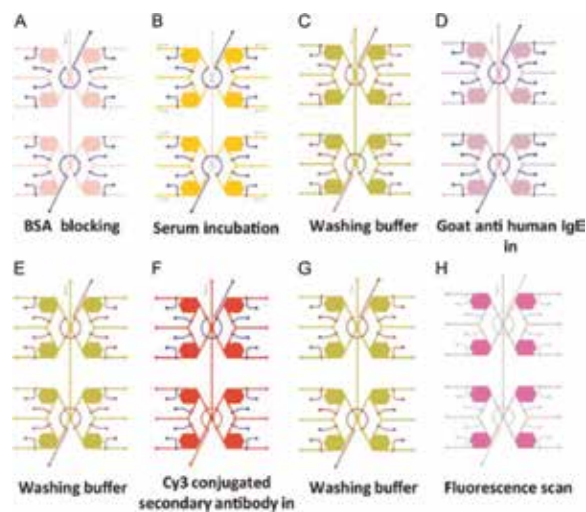 A
B
C
D
BSA blocking
Serum incubation
Washing buffer
Goat anti human IgE
in
E
F
G
H
Washing buffer
Cy3 conjugated
secondary antibody in
Washing buffer
Fluorescence scan